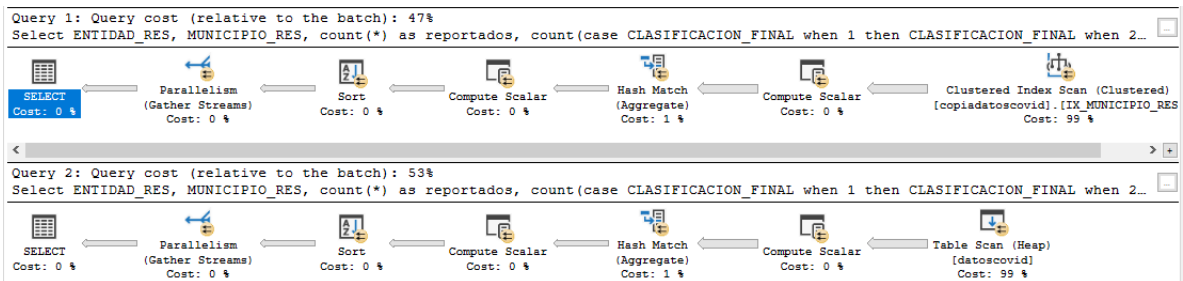 Query 1: Query cost (relative to the batch): 47%
Select ENTIDAD_RES, MUNICIPIO_RES, count(*) as reportados, count(case CLASIFICACION_FINAL when 1 then CLASIFICACION_FINAL when 2…
SELECT
Cost: 0 %
Parallelism
(Gather Streams)
Cost: 0 %
Sort
Cost: 0 %
Compute Scalar
Cost: 0 %
Hash Match
(Aggregate)
Cost: 1 %
Compute Scalar
Cost: 0 %
Clustered Index Scan (Clustered)
[copiadatoscovid].[IX_MUNICIPIO_RES
Cost: 99 %
Query 2: Query cost (relative to the batch): 53%
Select ENTIDAD_RES, MUNICIPIO_RES, count(*) as reportados, count(case CLASIFICACION_FINAL when 1 then CLASIFICACION_FINAL when 2…
SELECT
Cost: 0 %
Parallelism
(Gather Streams)
Cost: 0 %
Sort
Cost: 0 %
Compute Scalar
Cost: 0 %
Hash Match
(Aggregate)
Cost: 1 %
Compute Scalar
Cost: 0 %
Table Scan (Heap)
[datoscovid]
Cost: 99 %